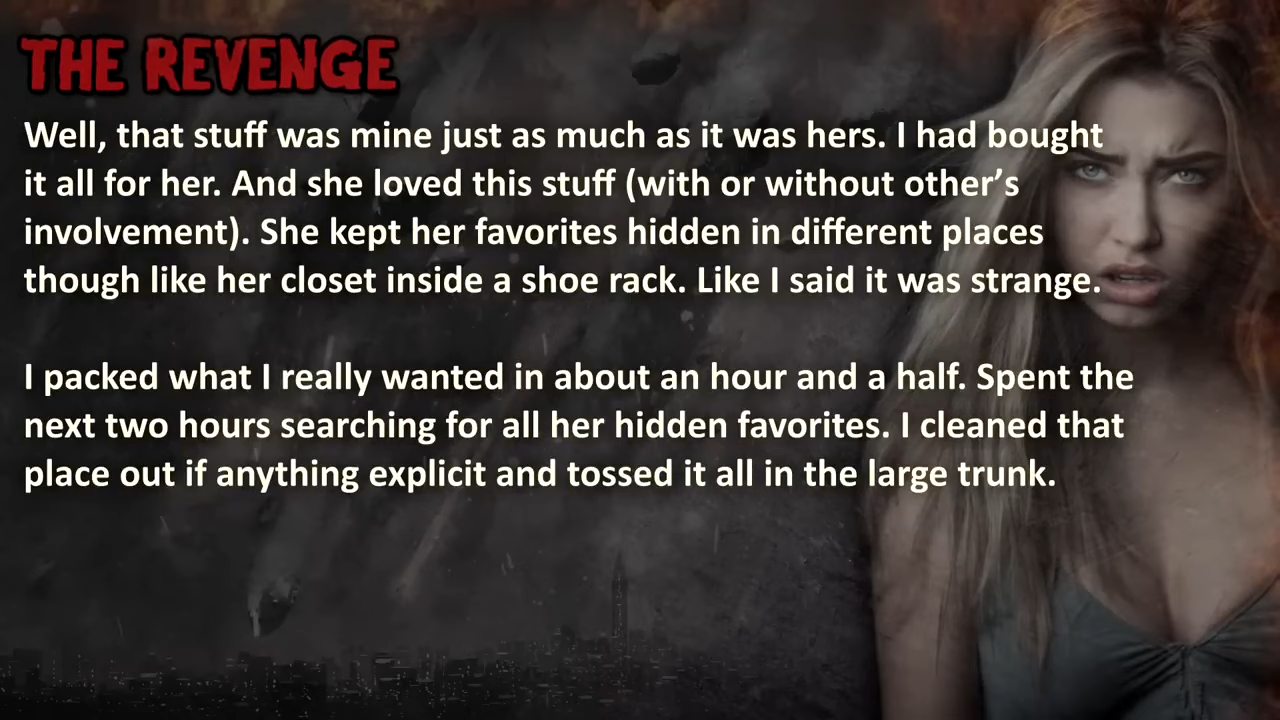 THE REVENGE
Well, that stuff was mine just as much as it was hers. I had bought
it all for her. And she loved this stuff (with or without other’s
involvement). She kept her favorites hidden in different places
though like her closet inside a shoe rack. Like I said it was strange.
I packed what I really wanted in about an hour and a half. Spent the
next two hours searching for all her hidden favorites. I cleaned that
place out if anything explicit and tossed it all in the large trunk.